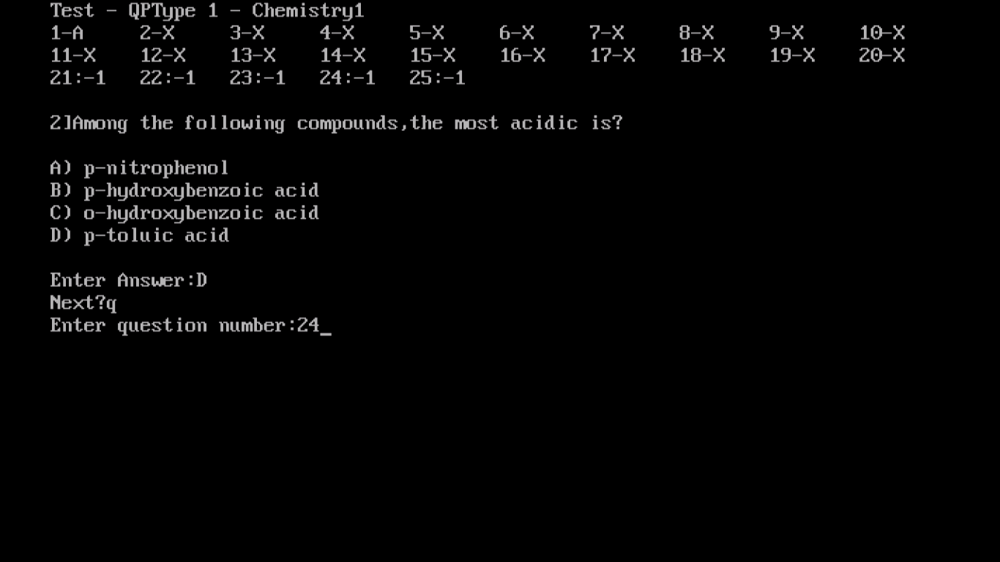 Test - QPType 1 - Chemistry1
1-A 2-X 3-X 4-X 5-X 6-X 7-X 8-X 9-X 10-X
11-X 12-X 13-X 14-X 15-X 16-X 17-X 18-X 19-X 20-X
21:-1 22:-1 23:-1 24:-1 25:-1
2]Among the following compounds,the most acidic is?
A) p-nitrophenol
B) p-hydroxybenzoic acid
C) o-hydroxybenzoic acid
D) p-toluic acid
Enter Answer:D
Next?q
Enter question number:24_